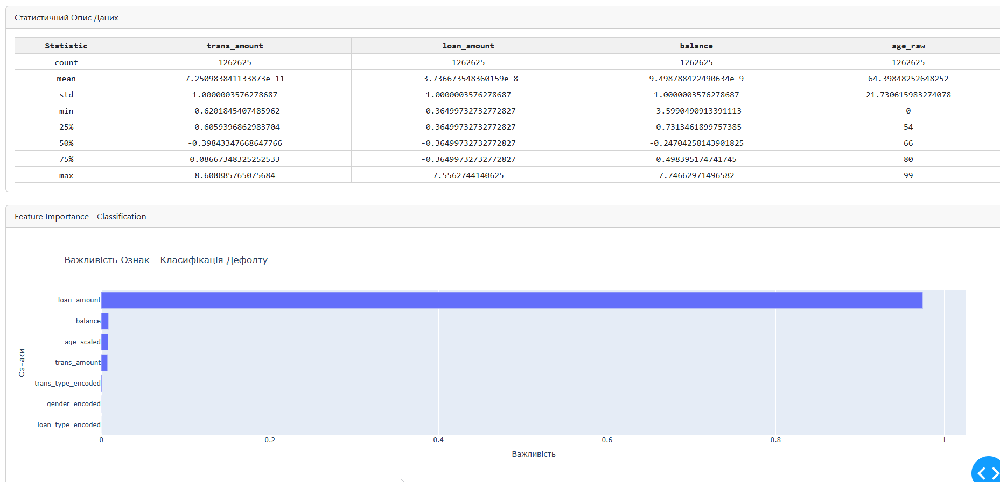 Статистичний Опис Даних
Statistic trans_amount loan_amount balance age_raw
count 1262625 1262625 1262625 1262625
mean 7.250983841133873e-11 -3.736673548360159e-8 9.498788422490634e-9 64.39848252648252
std 1.0000003576278687 1.0000003576278687 1.0000003576278687 21.730615983274078
min -0.6201845407485962 -0.36499732732772827 -3.5990490913391113 0
25% -0.6059396862983704 -0.36499732732772827 -0.7313461899757385 54
50% -0.39843347668647766 -0.36499732732772827 -0.24704258143901825 66
75% 0.08667348325252533 -0.36499732732772827 0.498395174741745 80
max 8.608885765075684 7.5562744140625 7.74662971496582 99
Feature Importance - Classification
Важливість Ознак - Класифікація Дефолту
Ознаки
loan_amount
balance
age_scaled
trans_amount
trans_type_encoded
gender_encoded
loan_type_encoded
0 0.2 0.4 0.6 0.8 1
Важливість